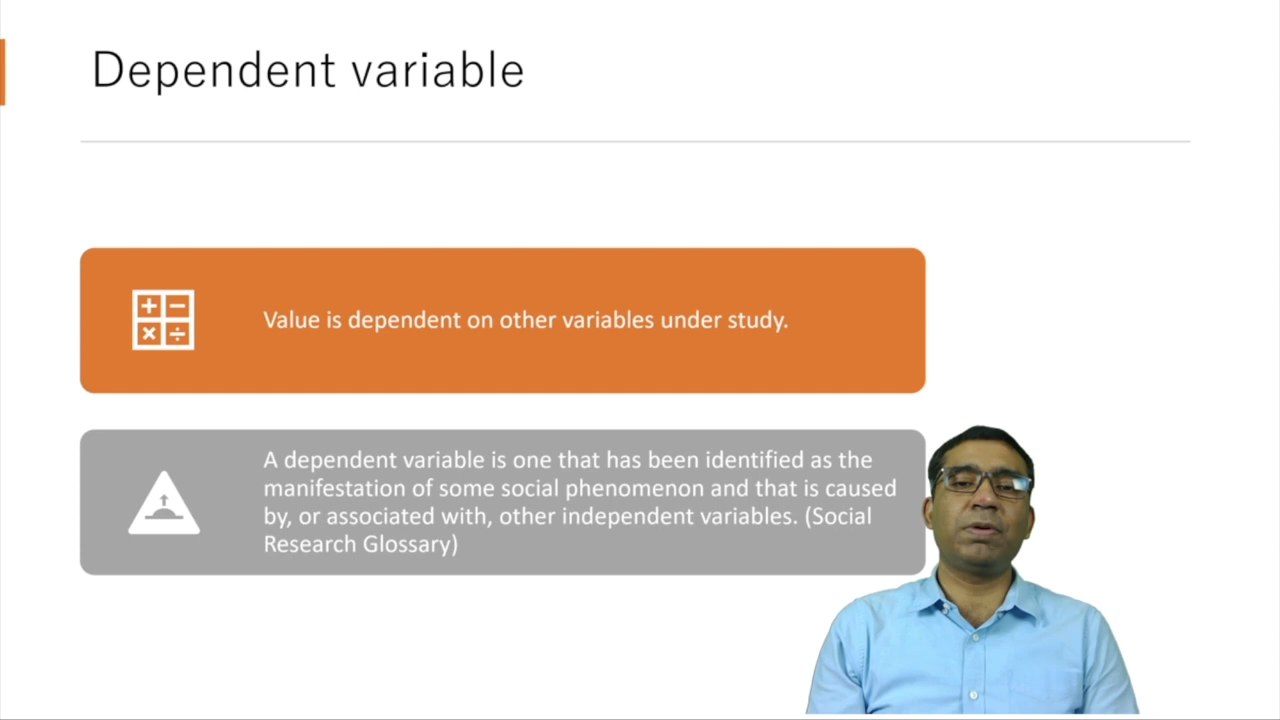 Dependent variable
Value is dependent on other variables under study.
A dependent variable is one that has been identified as the
manifestation of some social phenomenon and that is caused
by, or associated with, other independent variables. (Social
Research Glossary)